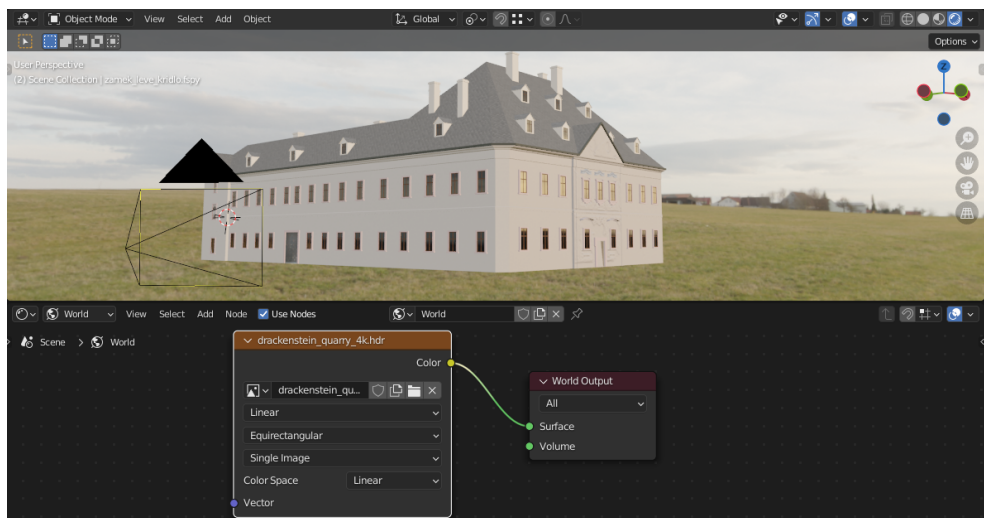 Object Mode View Select Add Object Global
Options
User Perspective
(2) Scene Collection | zamek_leve_kridlo.fspy
Z
World View Select Add Node Use Nodes World
Scene > World
drackenstein_quarry_4k.hdr
Color
drackenstein_qu...
Linear
Equirectangular
Single Image
Color Space Linear
Vector
World Output
All
Surface
Volume